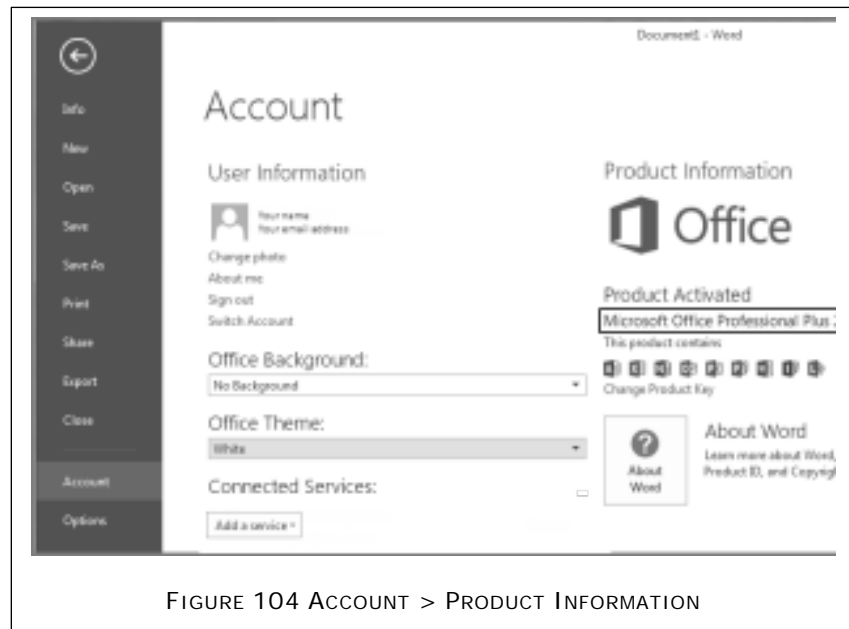 Document1 - Word
Info
New
Open
Save
Save As
Print
Share
Export
Close
Account
Options
Account
User Information
Your name
Your email address
Change photo
About me
Sign out
Switch Account
Office Background:
No Background
Office Theme:
White
Connected Services:
Add a service
Product Information
Office
Product Activated
Microsoft Office Professional Plus
This product contains
Change Product Key
?
About
Word
About Word
Learn more about Word,
Product ID, and Copyrigh
FIGURE 104 ACCOUNT > PRODUCT INFORMATION